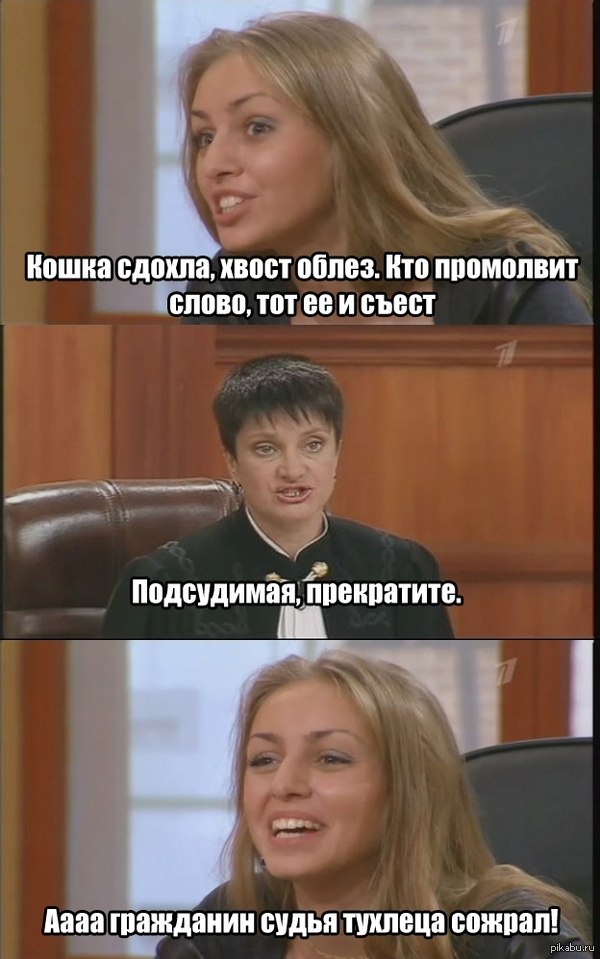 Кошка сдохла, хвост облез. Кто промолвит
слово, тот ее и съест
Подсудимая, прекратите.
Аааа гражданин судья тухлеца сожрал!
pikabu.ru